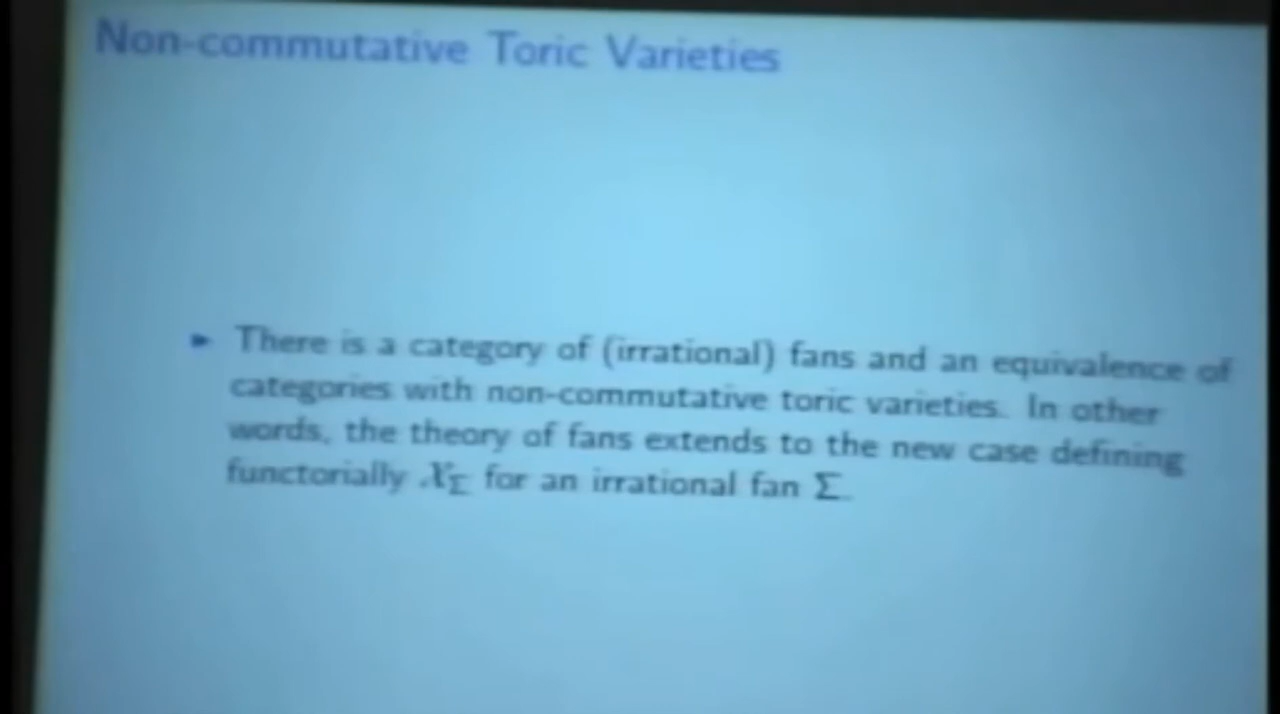 Non-commutative Toric Varieties
► There is a category of (irrational) fans and an equivalence of
categories with non-commutative toric varieties. In other
words, the theory of fans extends to the new case defining
functorially 𝒳_Σ for an irrational fan Σ.